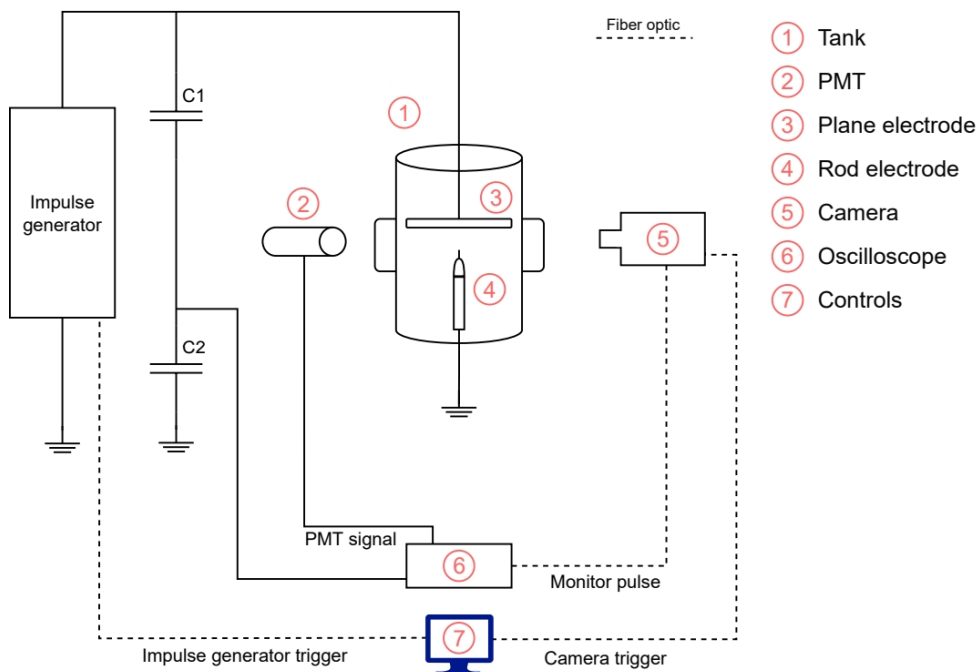 Fiber optic
1 Tank
2 PMT
3 Plane electrode
4 Rod electrode
5 Camera
6 Oscilloscope
7 Controls
C1
1
Impulse
generator
2
3
5
4
C2
PMT signal
6
Monitor pulse
7
Impulse generator trigger
Camera trigger